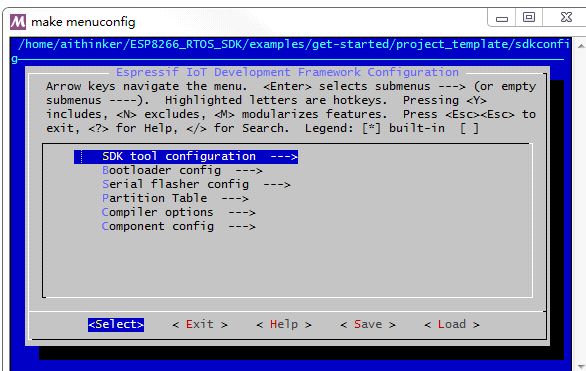 M make menuconfig
/home/aithinker/ESP8266_RTOS_SDK/examples/get-started/project_template/sdkconfi
g
Espressif IoT Development Framework Configuration
Arrow keys navigate the menu. <Enter> selects submenus ---> (or empty
submenus ----). Highlighted letters are hotkeys. Pressing <Y>
includes, <N> excludes, <M> modularizes features. Press <Esc><Esc> to
exit, <?> for Help, </> for Search. Legend: [*] built-in [ ]
SDK tool configuration --->
Bootloader config --->
Serial flasher config --->
Partition Table --->
Compiler options --->
Component config --->
<Select> < Exit > < Help > < Save > < Load >